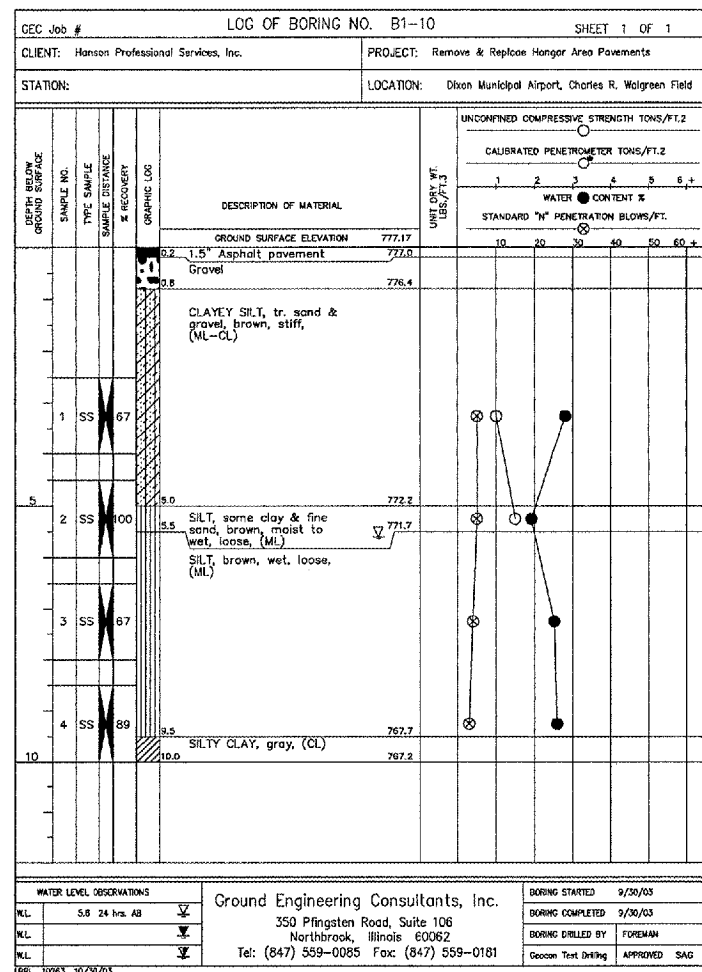 GEC Job # LOG OF BORING NO. B1-10 SHEET 1 OF 1
CLIENT: Hanson Professional Services, Inc. PROJECT: Remove & Replcae Hangar Area Pavements
STATION: LOCATION: Dixon Municipal Airport, Charles R. Walgreen Field
DEPTH BELOW GROUND SURFACE
SAMPLE NO.
TYPE SAMPLE
SAMPLE DISTANCE
% RECOVERY
GRAPHIC LOG
DESCRIPTION OF MATERIAL
UNIT DRY WT. LBS./FT.3
UNCONFINED COMPRESSIVE STRENGTH TONS/FT.2
CALIBRATED PENETROMETER TONS/FT.2
1 2 3 4 5 6 +
WATER CONTENT %
STANDARD "N" PENETRATION BLOWS/FT.
10 20 30 40 50 60 +
GROUND SURFACE ELEVATION 777.17
0.2 1.5" Asphalt pavement 777.0
Gravel
0.8 776.4
CLAYEY SILT, tr. sand &
gravel, brown, stiff,
(ML-CL)
1 SS 67
5 5.0 772.2
2 SS 100
SILT, some clay & fine
sand, brown, moist to
wet, loose, (ML)
5.5 771.7
SILT, brown, wet, loose,
(ML)
3 SS 67
4 SS 89
9.5 767.7
SILTY CLAY, gray, (CL)
10 10.0 767.2
WATER LEVEL OBSERVATIONS
W.L. 5.6 24 hrs. AB
W.L.
W.L.
Ground Engineering Consultants, Inc.
350 Pfingsten Road, Suite 106
Northbrook, Illinois 60062
Tel: (847) 559-0085 Fax: (847) 559-0181
BORING STARTED 9/30/03
BORING COMPLETED 9/30/03
BORING DRILLED BY FOREMAN
Geocon Test Drilling APPROVED SAG
10/30/03